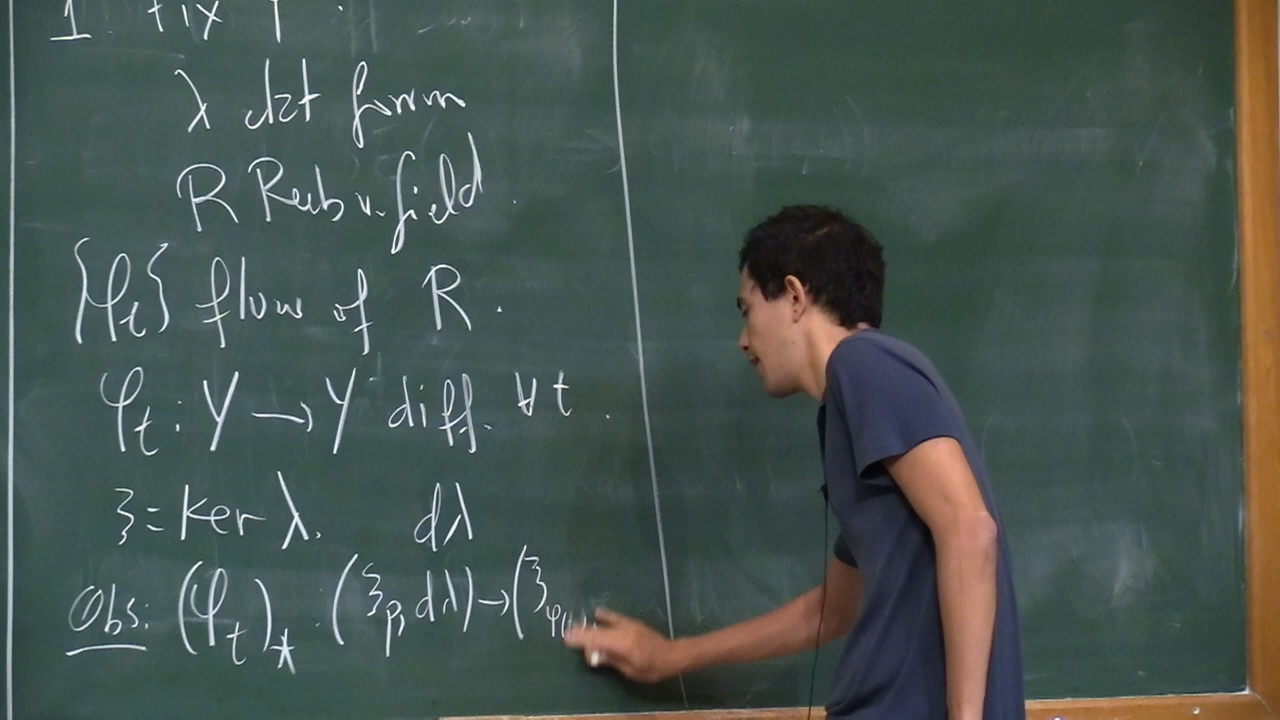 1. Fix
λ ctct form
R Reeb v. field.
{φt} flow of R.
φt : Y → Y diff. ∀ t.
ξ = ker λ. dλ
Obs: (φt)* : (ξp, dλ) → (ξφ(